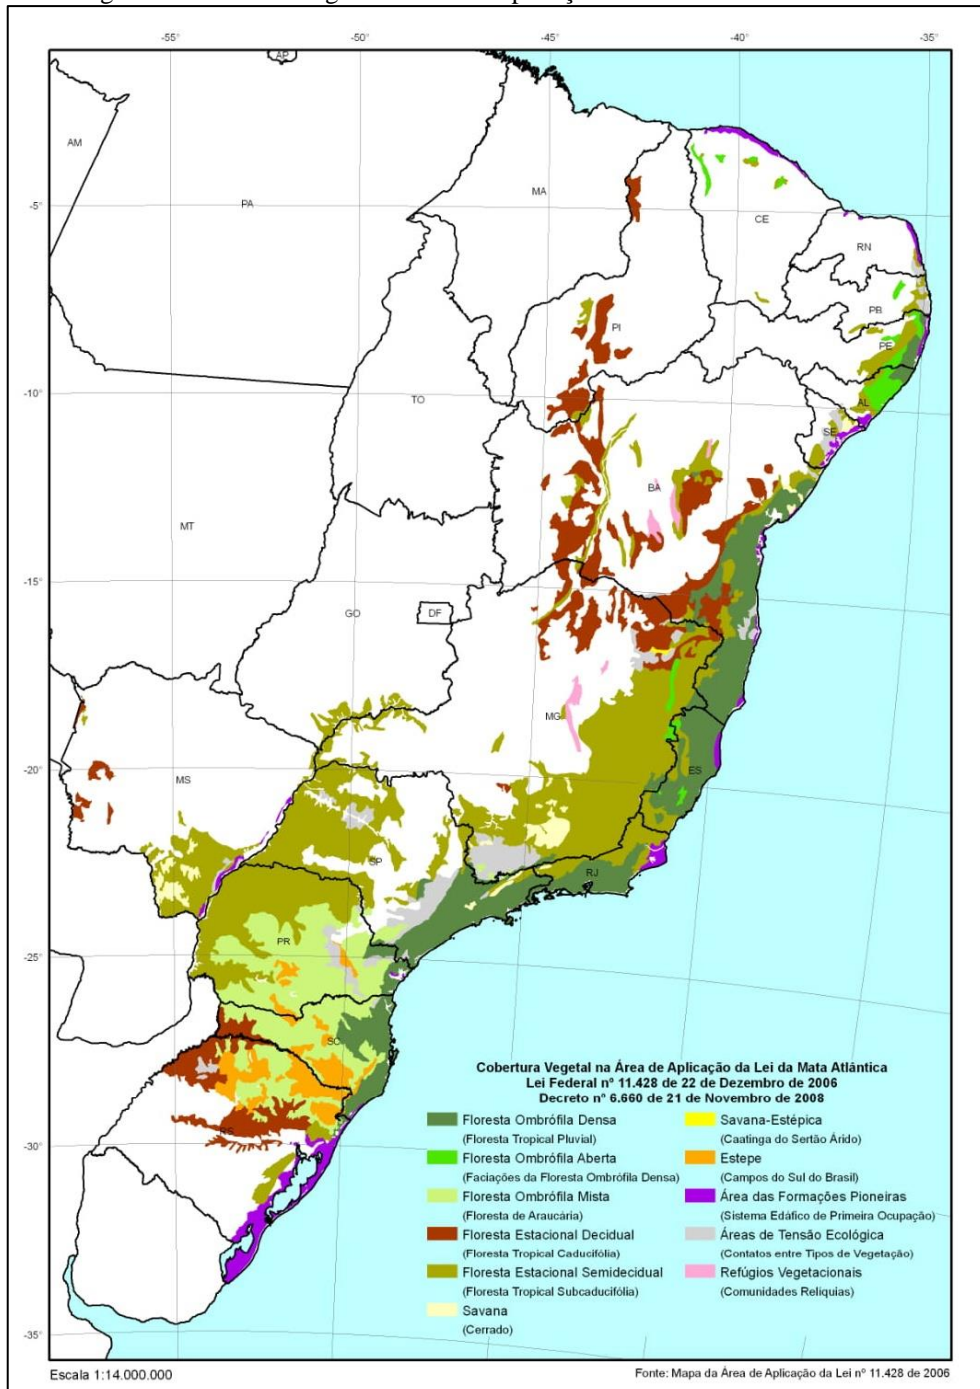 -55°
-50°
-45°
-40°
-35°
AP
AM
PA
MA
CE
-5°
RN
PB
PI
PE
-10°
TO
AL
SE
BA
MT
-15°
GO
DF
MG
ES
-20°
MS
SP
RJ
PR
-25°
SC
RS
-30°
-35°
Cobertura Vegetal na Área de Aplicação da Lei da Mata Atlântica
Lei Federal nº 11.428 de 22 de Dezembro de 2006
Decreto nº 6.660 de 21 de Novembro de 2008
Floresta Ombrófila Densa
(Floresta Tropical Pluvial)
Floresta Ombrófila Aberta
(Faciações da Floresta Ombrófila Densa)
Floresta Ombrófila Mista
(Floresta de Araucária)
Floresta Estacional Decidual
(Floresta Tropical Caducifólia)
Floresta Estacional Semidecidual
(Floresta Tropical Subcaducifólia)
Savana
(Cerrado)
Savana-Estépica
(Caatinga do Sertão Árido)
Estepe
(Campos do Sul do Brasil)
Área das Formações Pioneiras
(Sistema Edáfico de Primeira Ocupação)
Áreas de Tensão Ecológica
(Contatos entre Tipos de Vegetação)
Refúgios Vegetacionais
(Comunidades Relíquias)
Escala 1:14.000.000
Fonte: Mapa da Área de Aplicação da Lei nº 11.428 de 2006